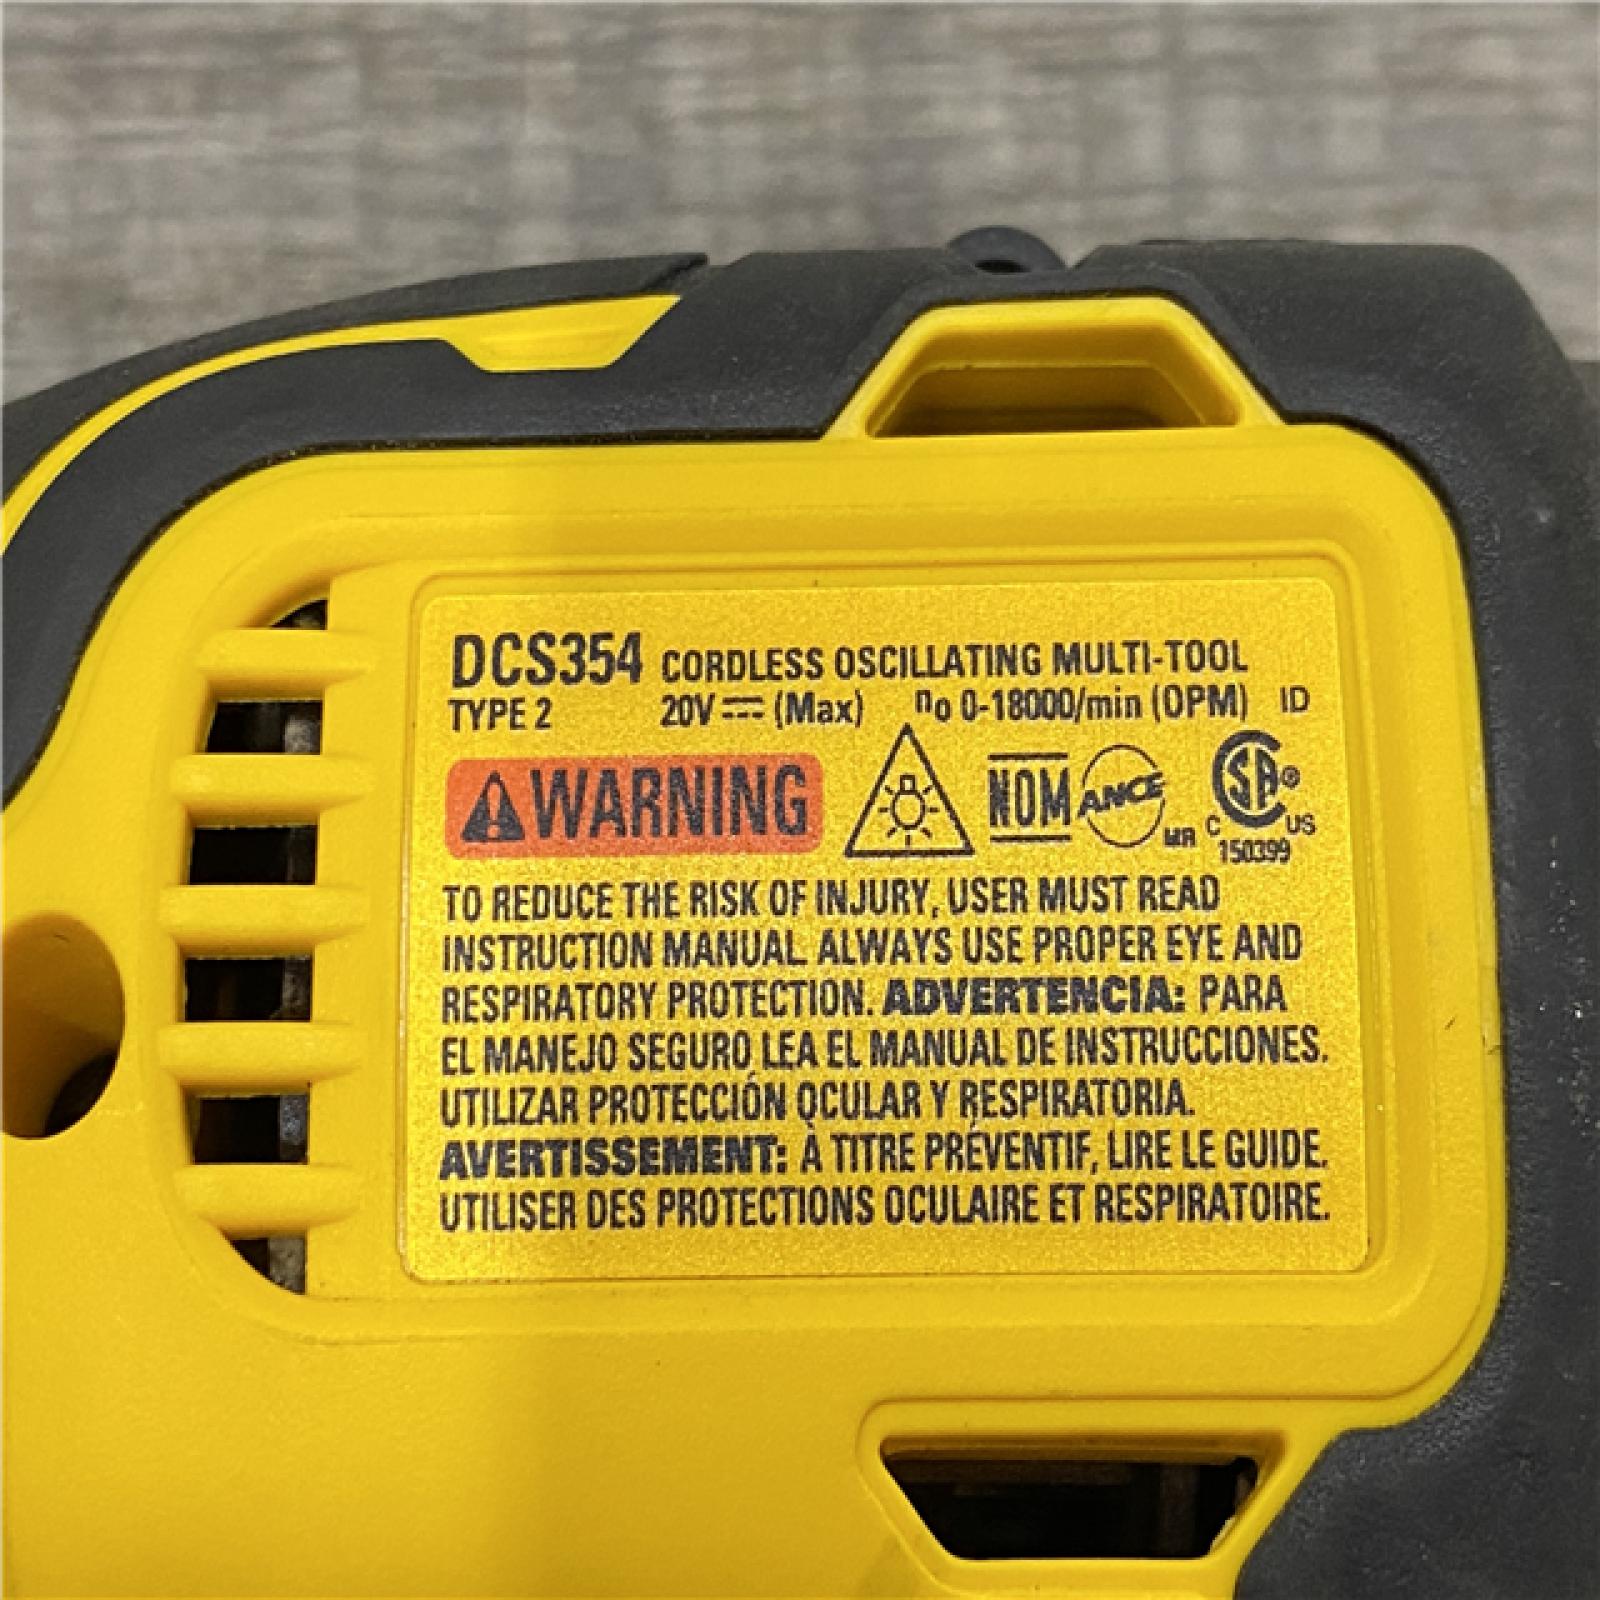 DCS354 CORDLESS OSCILLATING MULTI-TOOL
TYPE 2 20V ⎓ (Max) no 0-18000/min (OPM) ID
WARNING
NOM ANCE MR
CSA® C US
150399
TO REDUCE THE RISK OF INJURY, USER MUST READ
INSTRUCTION MANUAL. ALWAYS USE PROPER EYE AND
RESPIRATORY PROTECTION. ADVERTENCIA: PARA
EL MANEJO SEGURO LEA EL MANUAL DE INSTRUCCIONES.
UTILIZAR PROTECCIÓN OCULAR Y RESPIRATORIA.
AVERTISSEMENT: À TITRE PRÉVENTIF, LIRE LE GUIDE.
UTILISER DES PROTECTIONS OCULAIRE ET RESPIRATOIRE.